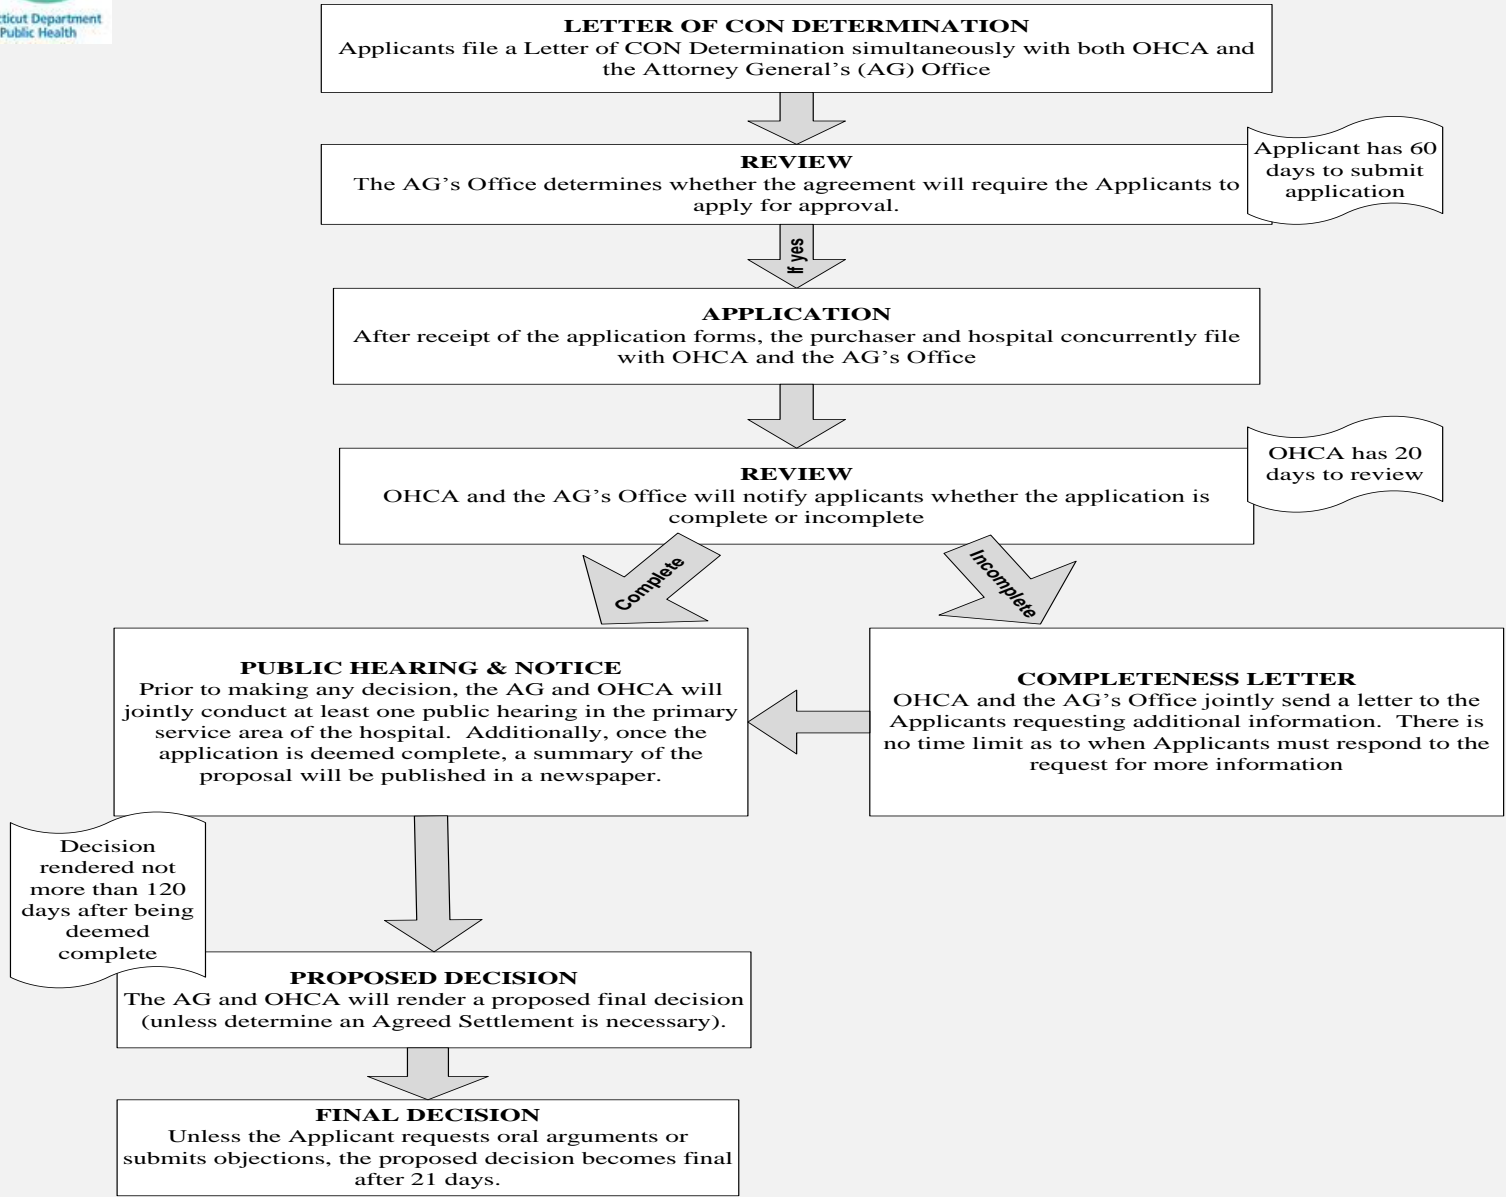 ticut Department
Public Health
LETTER OF CON DETERMINATION
Applicants file a Letter of CON Determination simultaneously with both OHCA and
the Attorney General's (AG) Office
REVIEW
The AG's Office determines whether the agreement will require the Applicants to
apply for approval.
Applicant has 60
days to submit
application
If yes
APPLICATION
After receipt of the application forms, the purchaser and hospital concurrently file
with OHCA and the AG's Office
REVIEW
OHCA and the AG's Office will notify applicants whether the application is
complete or incomplete
OHCA has 20
days to review
Complete
Incomplete
PUBLIC HEARING & NOTICE
Prior to making any decision, the AG and OHCA will
jointly conduct at least one public hearing in the primary
service area of the hospital.  Additionally, once the
application is deemed complete, a summary of the
proposal will be published in a newspaper.
COMPLETENESS LETTER
OHCA and the AG's Office jointly send a letter to the
Applicants requesting additional information.  There is
no time limit as to when Applicants must respond to the
request for more information
Decision
rendered not
more than 120
days after being
deemed
complete
PROPOSED DECISION
The AG and OHCA will render a proposed final decision
(unless determine an Agreed Settlement is necessary).
FINAL DECISION
Unless the Applicant requests oral arguments or
submits objections, the proposed decision becomes final
after 21 days.